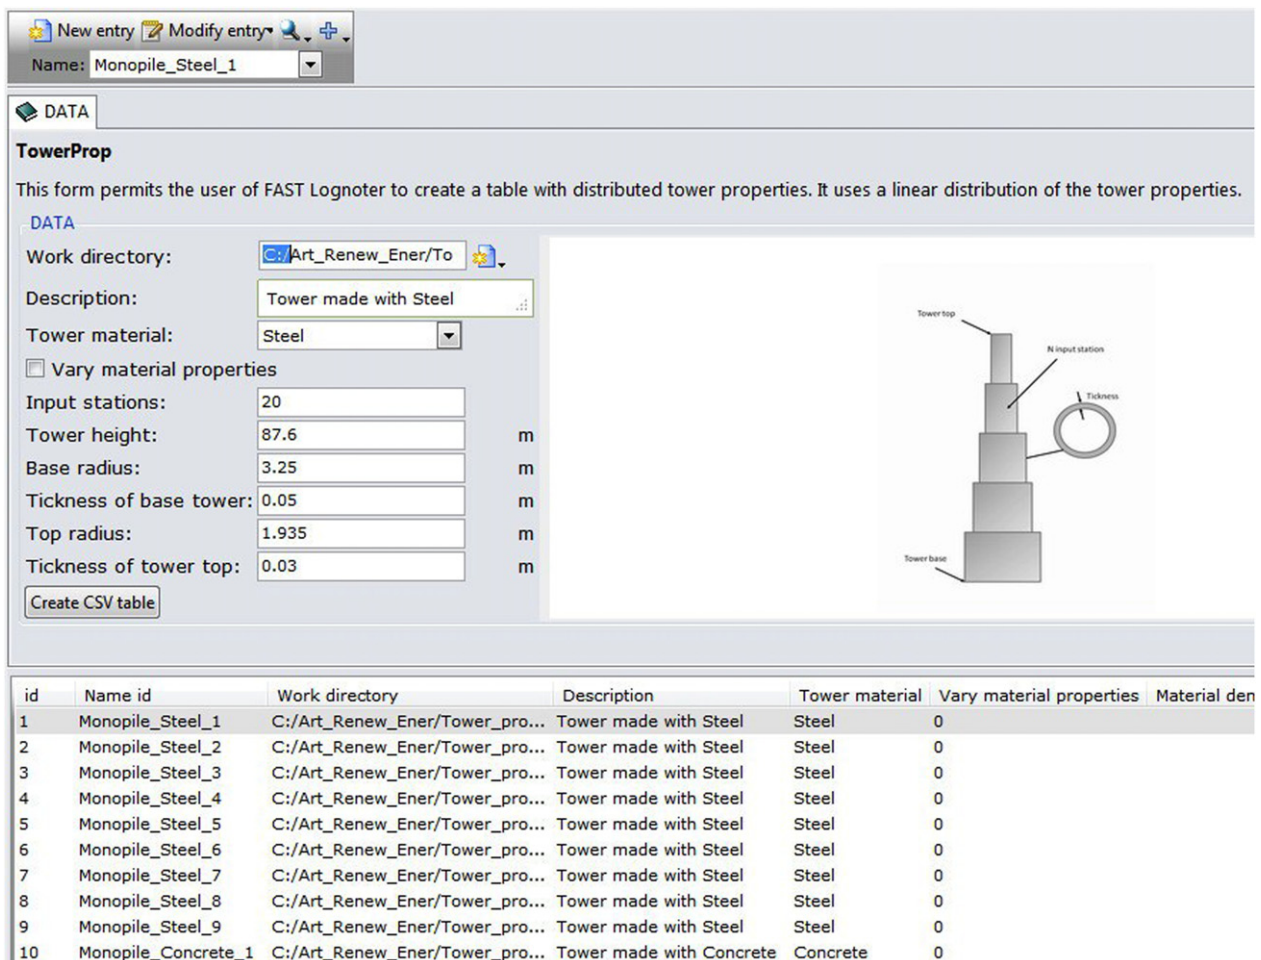 New entry Modify entry
Name: Monopile_Steel_1
DATA
TowerProp
This form permits the user of FAST Lognoter to create a table with distributed tower properties. It uses a linear distribution of the tower properties.
DATA
Work directory: C:/Art_Renew_Ener/To
Description: Tower made with Steel
Tower material: Steel
Vary material properties
Input stations: 20
Tower height: 87.6 m
Base radius: 3.25 m
Tickness of base tower: 0.05 m
Top radius: 1.935 m
Tickness of tower top: 0.03 m
Create CSV table
Tower top
N input station
Tickness
Tower base
id Name id Work directory Description Tower material Vary material properties Material den
1 Monopile_Steel_1 C:/Art_Renew_Ener/Tower_pro... Tower made with Steel Steel 0
2 Monopile_Steel_2 C:/Art_Renew_Ener/Tower_pro... Tower made with Steel Steel 0
3 Monopile_Steel_3 C:/Art_Renew_Ener/Tower_pro... Tower made with Steel Steel 0
4 Monopile_Steel_4 C:/Art_Renew_Ener/Tower_pro... Tower made with Steel Steel 0
5 Monopile_Steel_5 C:/Art_Renew_Ener/Tower_pro... Tower made with Steel Steel 0
6 Monopile_Steel_6 C:/Art_Renew_Ener/Tower_pro... Tower made with Steel Steel 0
7 Monopile_Steel_7 C:/Art_Renew_Ener/Tower_pro... Tower made with Steel Steel 0
8 Monopile_Steel_8 C:/Art_Renew_Ener/Tower_pro... Tower made with Steel Steel 0
9 Monopile_Steel_9 C:/Art_Renew_Ener/Tower_pro... Tower made with Steel Steel 0
10 Monopile_Concrete_1 C:/Art_Renew_Ener/Tower_pro... Tower made with Concrete Concrete 0